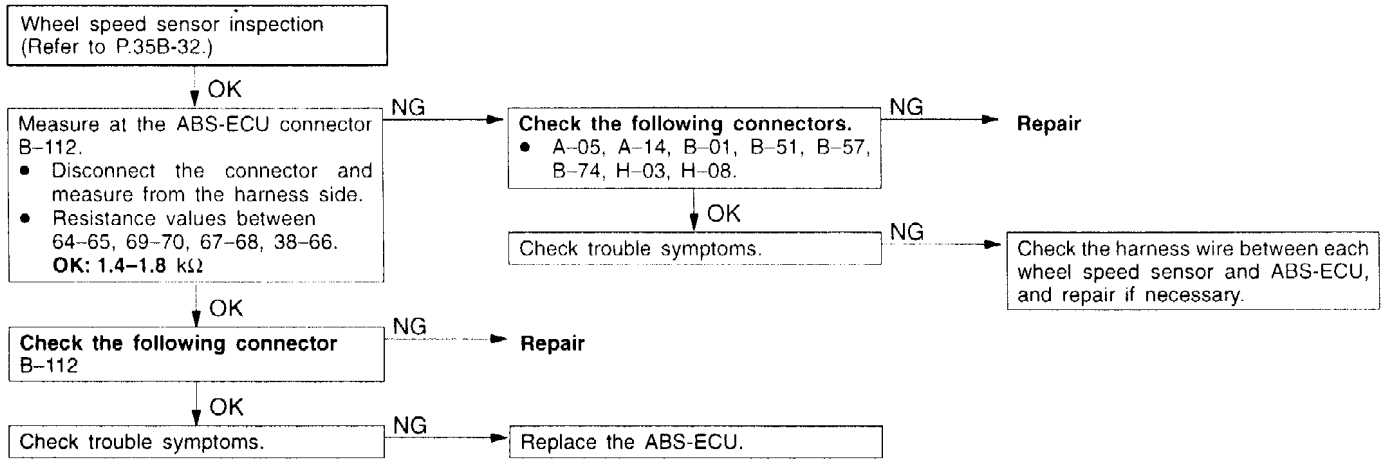 Wheel speed sensor inspection
(Refer to P.35B-32.)
OK
Measure at the ABS-ECU connector
B–112.
● Disconnect the connector and
measure from the harness side.
● Resistance values between
64–65, 69–70, 67–68, 38–66.
OK: 1.4–1.8 kΩ
NG
Check the following connectors.
● A–05, A–14, B–01, B–51, B–57,
B–74, H–03, H–08.
NG
Repair
OK
Check trouble symptoms.
NG
Check the harness wire between each
wheel speed sensor and ABS-ECU,
and repair if necessary.
OK
Check the following connector
B–112
NG
Repair
OK
Check trouble symptoms.
NG
Replace the ABS-ECU.